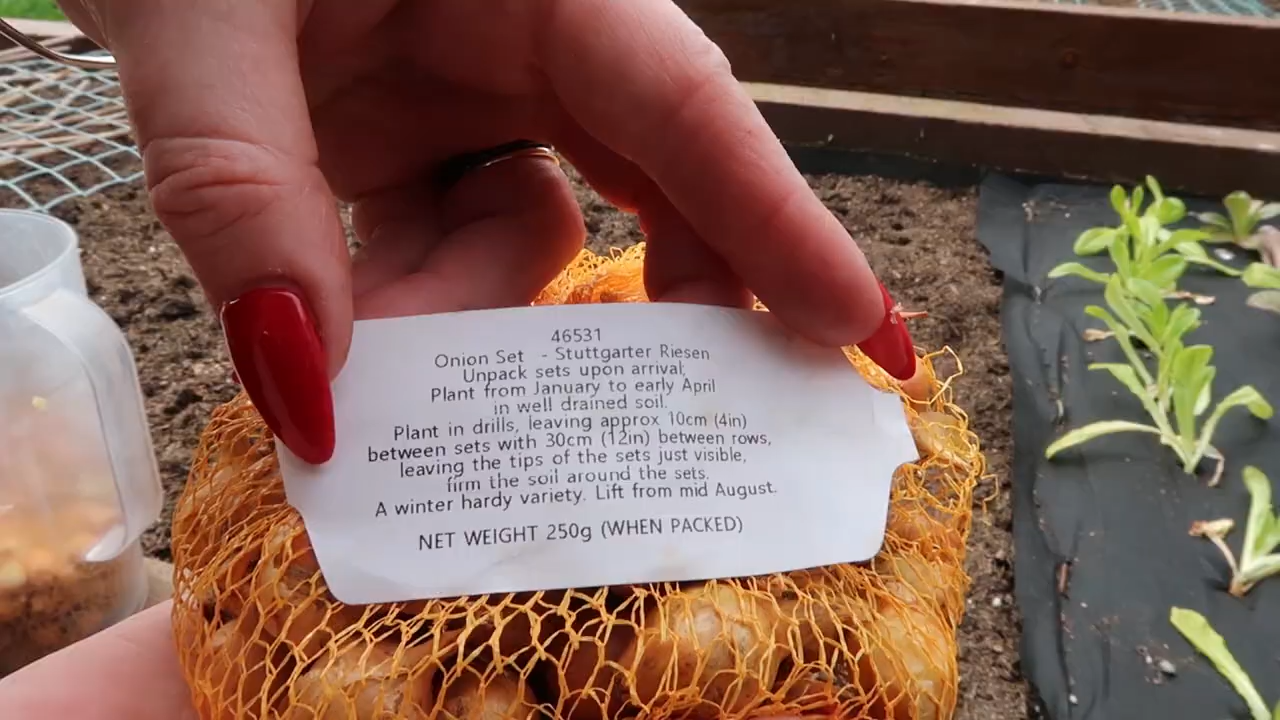 46531
Onion Set - Stuttgarter Riesen
Unpack sets upon arrival;
Plant from January to early April
in well drained soil.
Plant in drills, leaving approx 10cm (4in)
between sets with 30cm (12in) between rows,
leaving the tips of the sets just visible,
firm the soil around the sets.
A winter hardy variety. Lift from mid August.
NET WEIGHT 250g (WHEN PACKED)